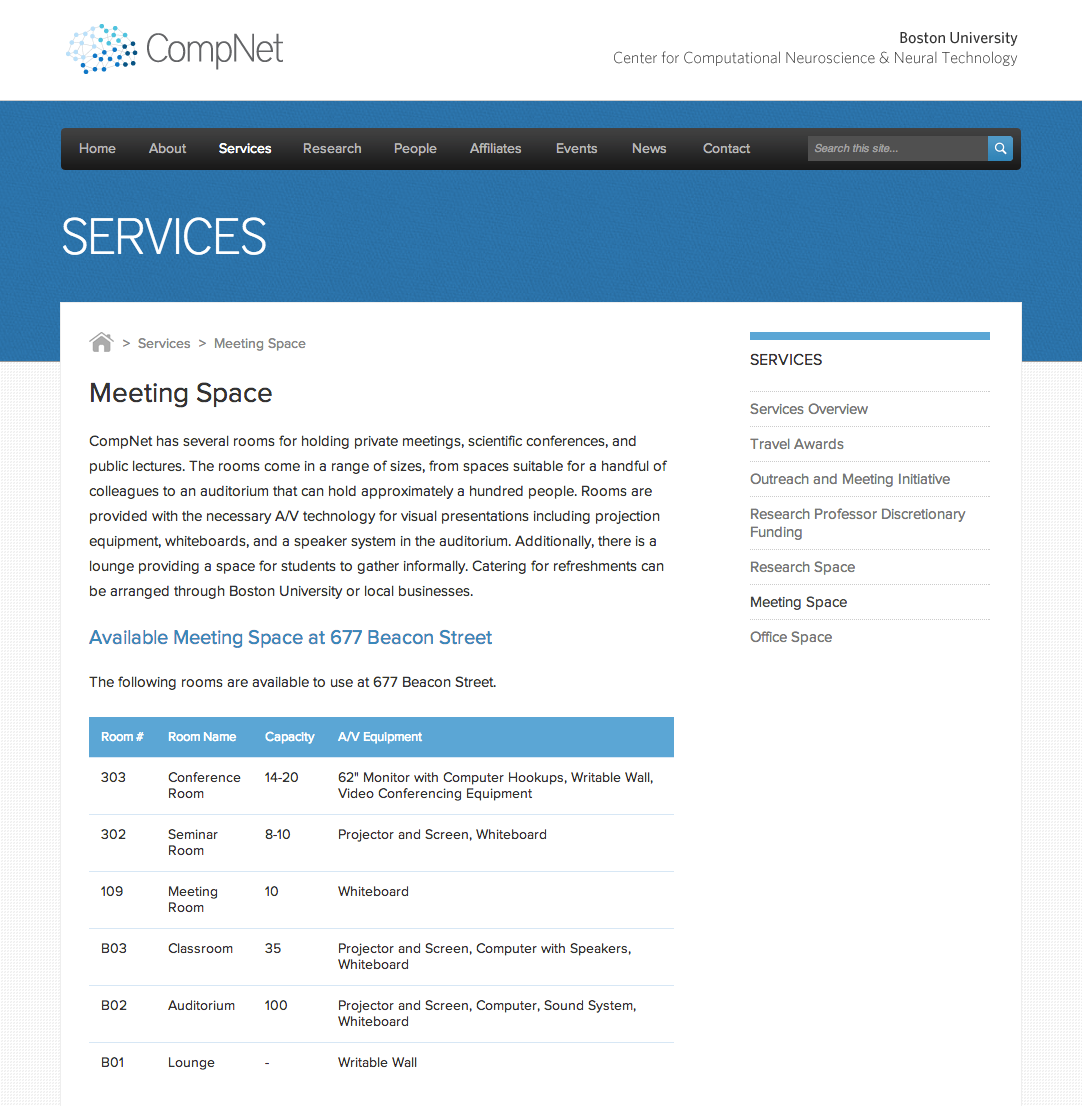 CompNet
Boston University
Center for Computational Neuroscience & Neural Technology
Home About Services Research People Affiliates Events News Contact Search this site...
SERVICES
> Services > Meeting Space
Meeting Space
CompNet has several rooms for holding private meetings, scientific conferences, and
public lectures. The rooms come in a range of sizes, from spaces suitable for a handful of
colleagues to an auditorium that can hold approximately a hundred people. Rooms are
provided with the necessary A/V technology for visual presentations including projection
equipment, whiteboards, and a speaker system in the auditorium. Additionally, there is a
lounge providing a space for students to gather informally. Catering for refreshments can
be arranged through Boston University or local businesses.
Available Meeting Space at 677 Beacon Street
The following rooms are available to use at 677 Beacon Street.
Room # Room Name Capacity A/V Equipment
303 Conference 14-20 62" Monitor with Computer Hookups, Writable Wall,
Room Video Conferencing Equipment
302 Seminar 8-10 Projector and Screen, Whiteboard
Room
109 Meeting 10 Whiteboard
Room
B03 Classroom 35 Projector and Screen, Computer with Speakers,
Whiteboard
B02 Auditorium 100 Projector and Screen, Computer, Sound System,
Whiteboard
B01 Lounge - Writable Wall
SERVICES
Services Overview
Travel Awards
Outreach and Meeting Initiative
Research Professor Discretionary
Funding
Research Space
Meeting Space
Office Space